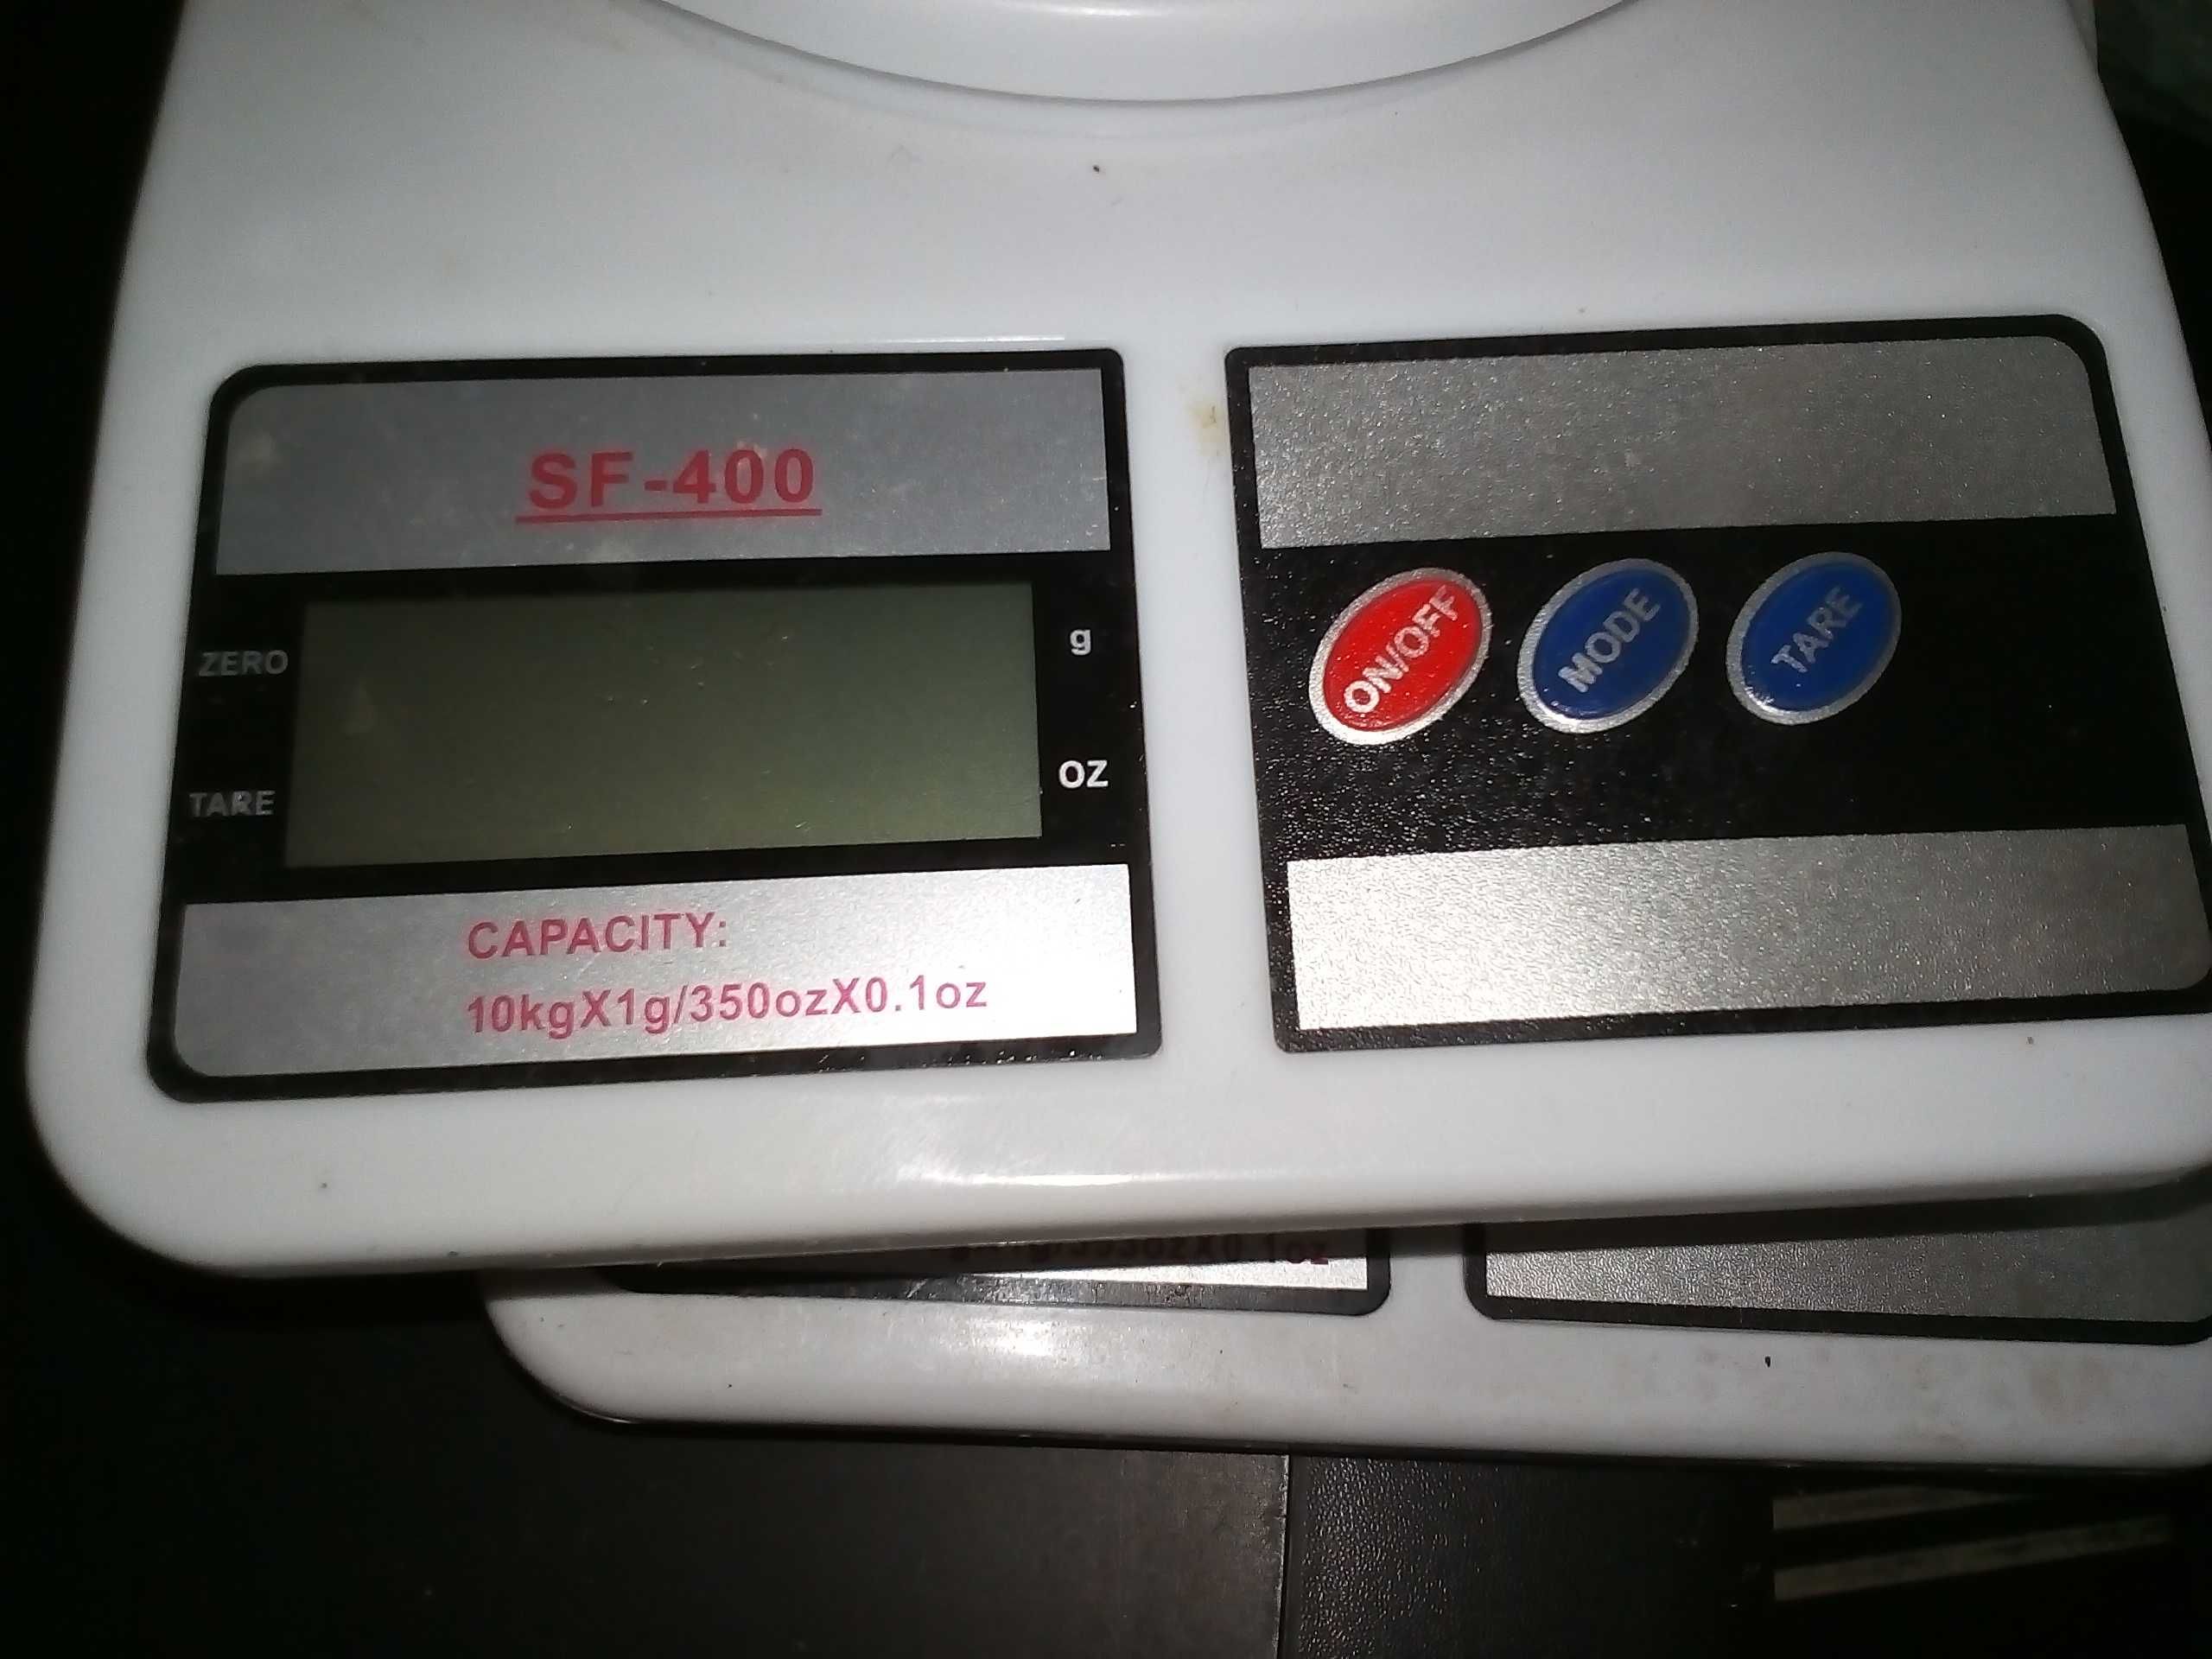 SF-400
ZERO
g
TARE
OZ
CAPACITY:
10kgX1g/350ozX0.1oz
ON/OFF
MODE
TARE